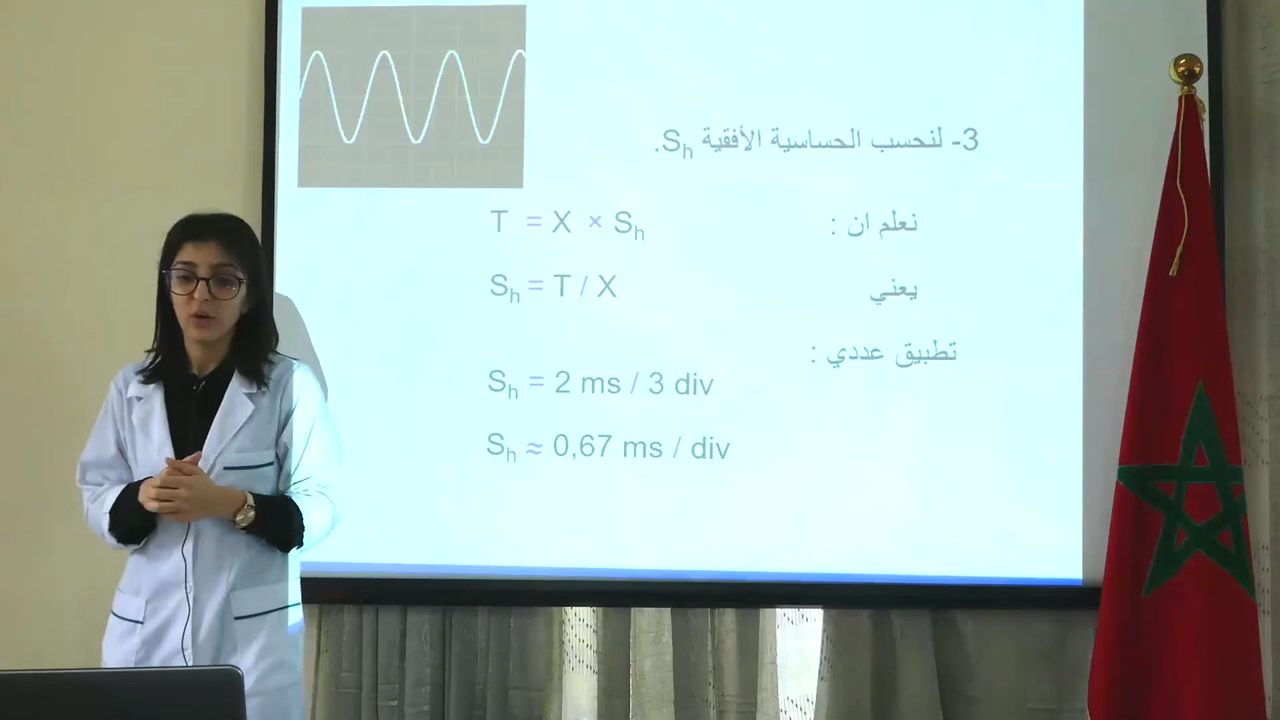 3- لنحسب الحساسية الأفقية Sh.
نعلم ان : T = X × Sh
يعني Sh = T / X
تطبيق عددي :
Sh = 2 ms / 3 div
Sh ≈ 0,67 ms / div